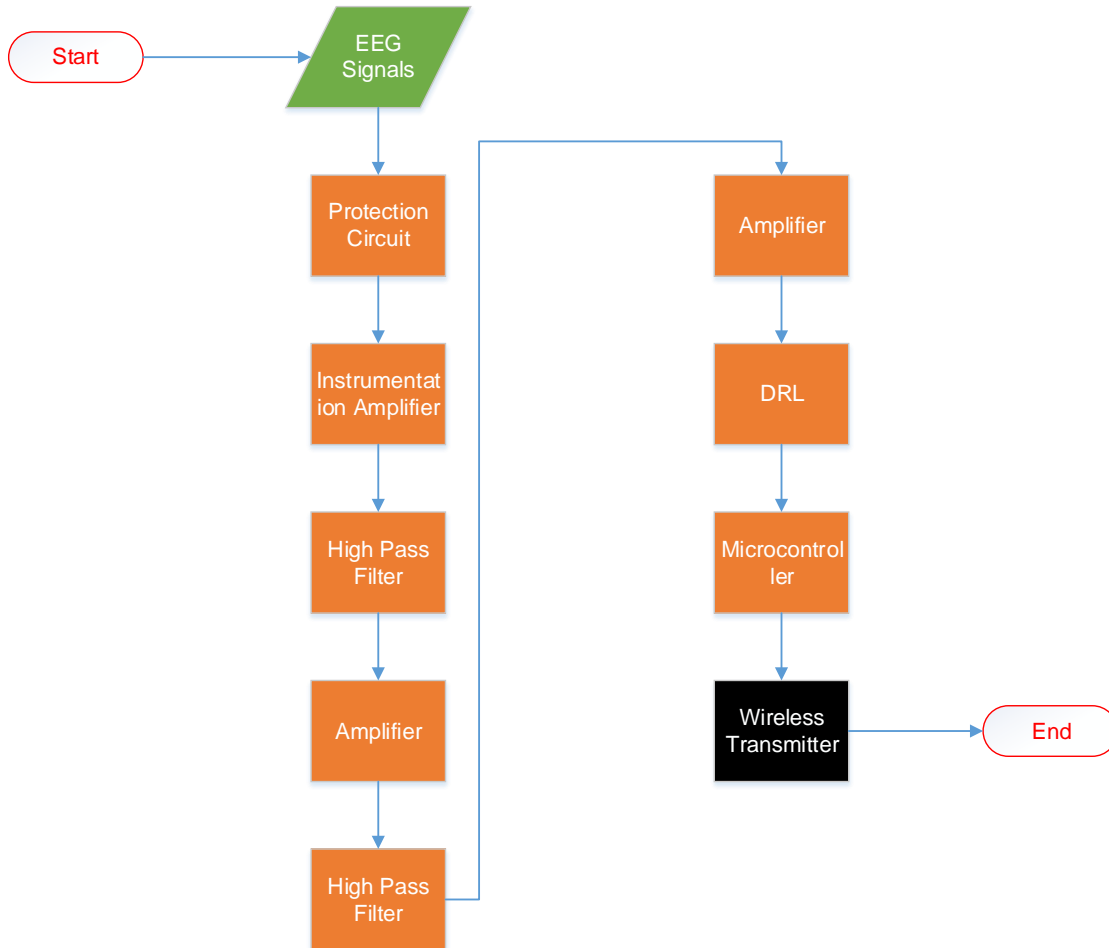 Start
EEG
Signals
Protection
Circuit
Instrumentat
ion Amplifier
High Pass
Filter
Amplifier
High Pass
Filter
Amplifier
DRL
Microcontrol
ler
Wireless
Transmitter
End